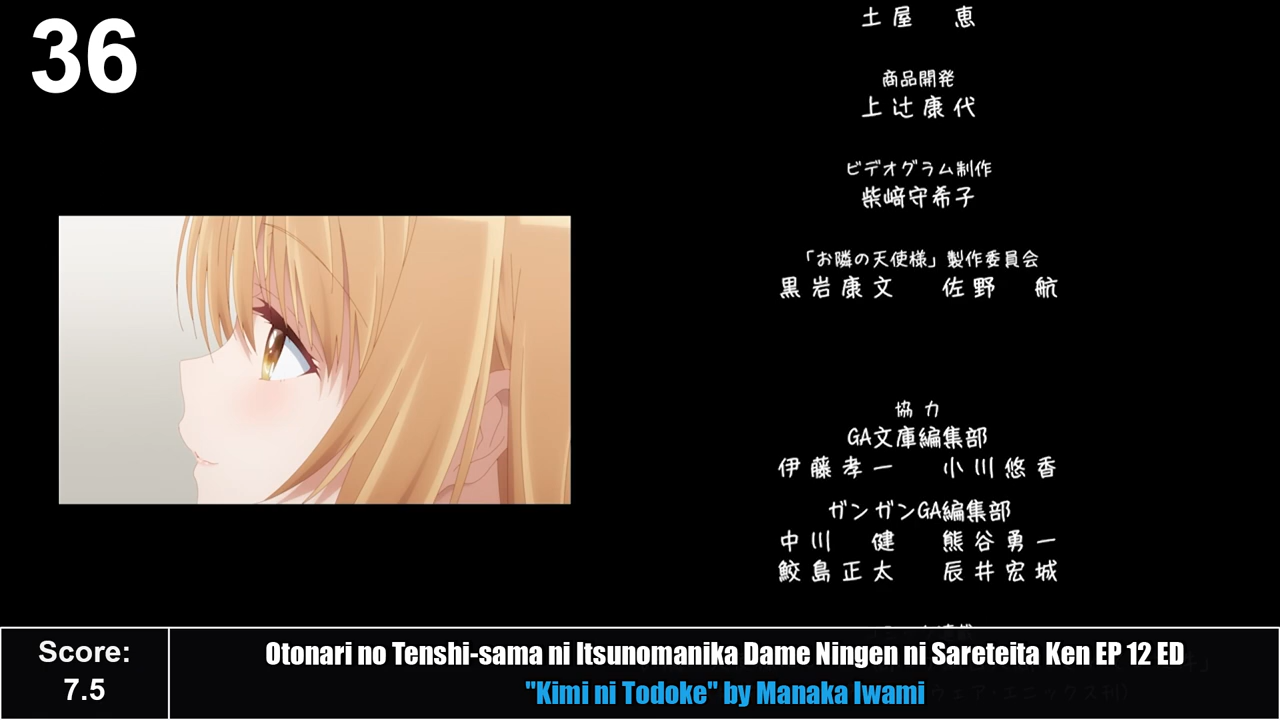 36
土屋 恵
商品開発
上辻康代
ビデオグラム制作
柴﨑守希子
「お隣の天使様」製作委員会
黒岩康文 佐野 航
協力
GA文庫編集部
伊藤孝一 小川悠香
ガンガンGA編集部
中川 健 熊谷勇一
鮫島正太 辰井宏城
Score:
7.5
Otonari no Tenshi-sama ni Itsunomanika Dame Ningen ni Sareteita Ken EP 12 ED
"Kimi ni Todoke" by Manaka Iwami